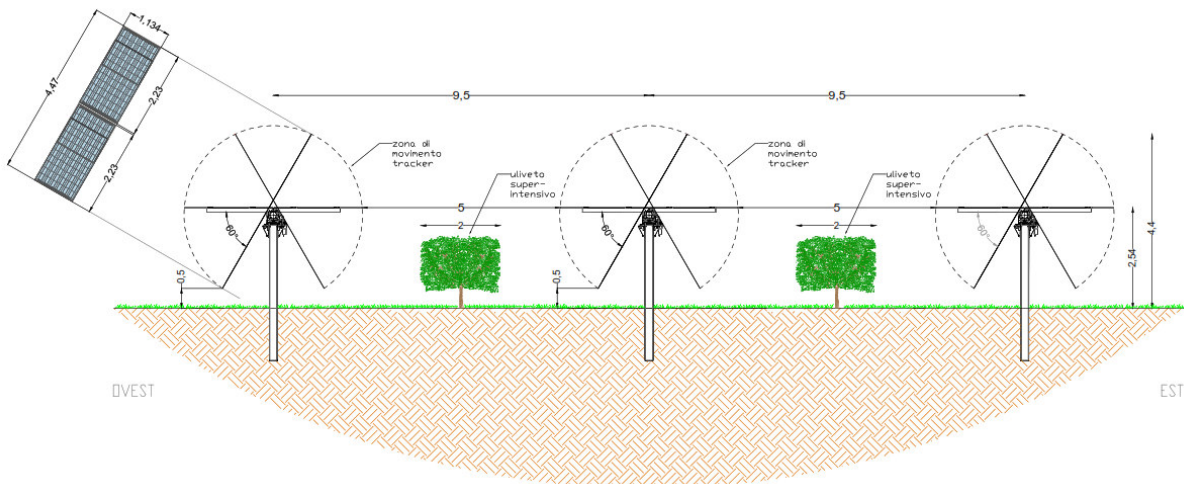 1,134
4,47
2,23
2,23
9,5
9,5
zona di
movimento
tracker
zona di
movimento
tracker
uliveto
super-
intensivo
uliveto
super-
intensivo
5
5
2
2
60°
60°
60°
0,5
0,5
2,54
4,4
OVEST
EST